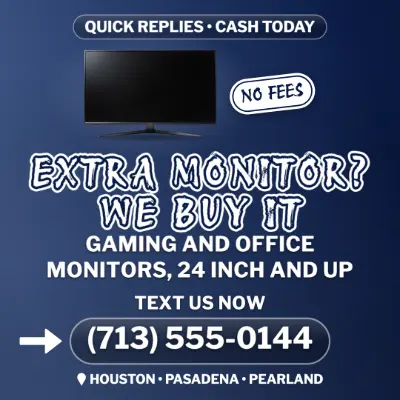 QUICK REPLIES • CASH TODAY
NO FEES
EXTRA MONITOR?
WE BUY IT
GAMING AND OFFICE
MONITORS, 24 INCH AND UP
TEXT US NOW
(713) 555-0144
HOUSTON • PASADENA • PEARLAND